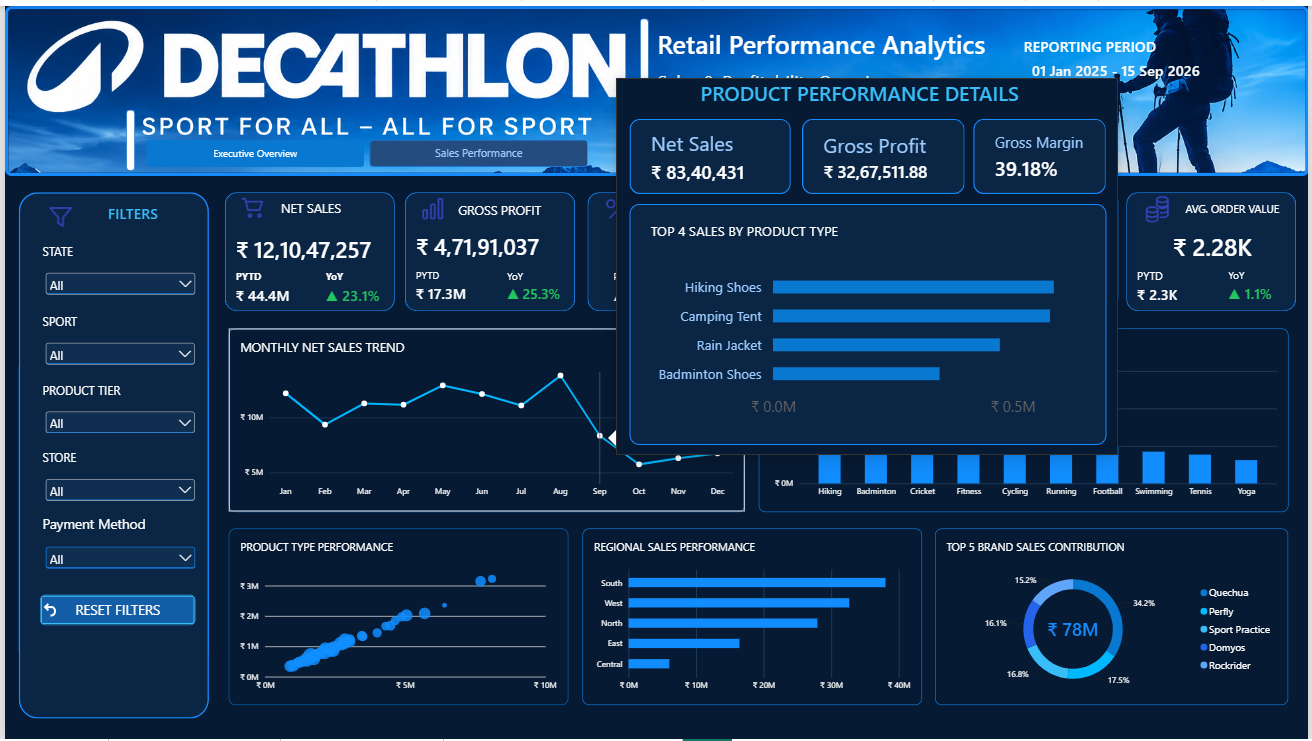 DECATHLON
SPORT FOR ALL – ALL FOR SPORT
Executive Overview
Sales Performance
Retail Performance Analytics
REPORTING PERIOD
01 Jan 2025 - 15 Sep 2026
PRODUCT PERFORMANCE DETAILS
Net Sales
₹ 83,40,431
Gross Profit
₹ 32,67,511.88
Gross Margin
39.18%
TOP 4 SALES BY PRODUCT TYPE
Hiking Shoes
Camping Tent
Rain Jacket
Badminton Shoes
₹ 0.0M
₹ 0.5M
FILTERS
STATE
All
SPORT
All
PRODUCT TIER
All
STORE
All
Payment Method
All
RESET FILTERS
NET SALES
₹ 12,10,47,257
PYTD
YoY
₹ 44.4M
▲ 23.1%
GROSS PROFIT
₹ 4,71,91,037
PYTD
YoY
₹ 17.3M
▲ 25.3%
AVG. ORDER VALUE
₹ 2.28K
PYTD
YoY
₹ 2.3K
▲ 1.1%
MONTHLY NET SALES TREND
₹ 10M
₹ 5M
Jan Feb Mar Apr May Jun Jul Aug Sep Oct Nov Dec
₹ 0M
Hiking Badminton Cricket Fitness Cycling Running Football Swimming Tennis Yoga
PRODUCT TYPE PERFORMANCE
₹ 3M
₹ 2M
₹ 1M
₹ 0M
₹ 0M ₹ 5M ₹ 10M
REGIONAL SALES PERFORMANCE
South
West
North
East
Central
₹ 0M ₹ 10M ₹ 20M ₹ 30M ₹ 40M
TOP 5 BRAND SALES CONTRIBUTION
15.2%
34.2%
16.1%
₹ 78M
16.8%
17.5%
Quechua
Perfly
Sport Practice
Domyos
Rockrider